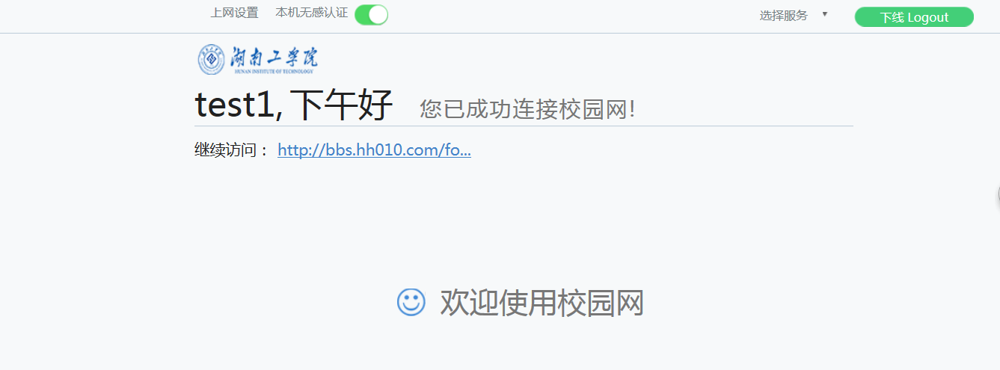 上网设置 本机无感认证 选择服务 ▼ 下线 Logout
湖南工学院
HUNAN INSTITUTE OF TECHNOLOGY
test1, 下午好 您已成功连接校园网!
继续访问： http://bbs.hh010.com/fo...
欢迎使用校园网